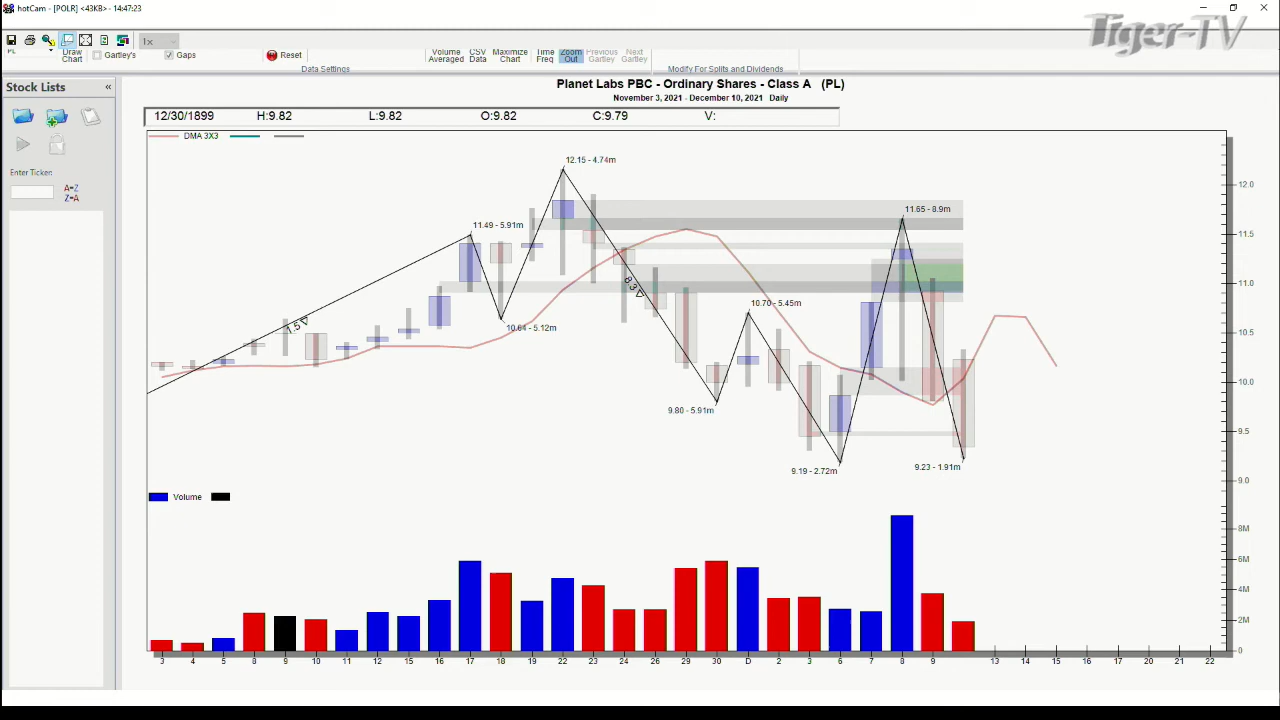 hotCam - [POLR] <43KB> - 14:47:23
Tiger-TV
1x
PL
Draw Chart
Gartley's
Gaps
Reset
Volume Averaged
CSV Data
Maximize Chart
Time Freq
Zoom Out
Previous Gartley
Next Gartley
Data Settings
Modify For Splits and Dividends
Stock Lists «
Enter Ticker:
A=Z
Z=A
Planet Labs PBC - Ordinary Shares - Class A (PL)
November 3, 2021 - December 10, 2021 Daily
12/30/1899 H:9.82 L:9.82 O:9.82 C:9.79 V:
DMA 3X3
12.15 - 4.74m
11.49 - 5.91m
11.65 - 8.9m
10.64 - 5.12m
10.70 - 5.45m
9.80 - 5.91m
9.19 - 2.72m
9.23 - 1.91m
1.5
8.3
12.0
11.5
11.0
10.5
10.0
9.5
9.0
Volume
8M
6M
4M
2M
0
3 4 5 8 9 10 11 12 15 16 17 18 19 22 23 24 26 29 30 D 2 3 6 7 8 9 13 14 15 16 17 20 21 22